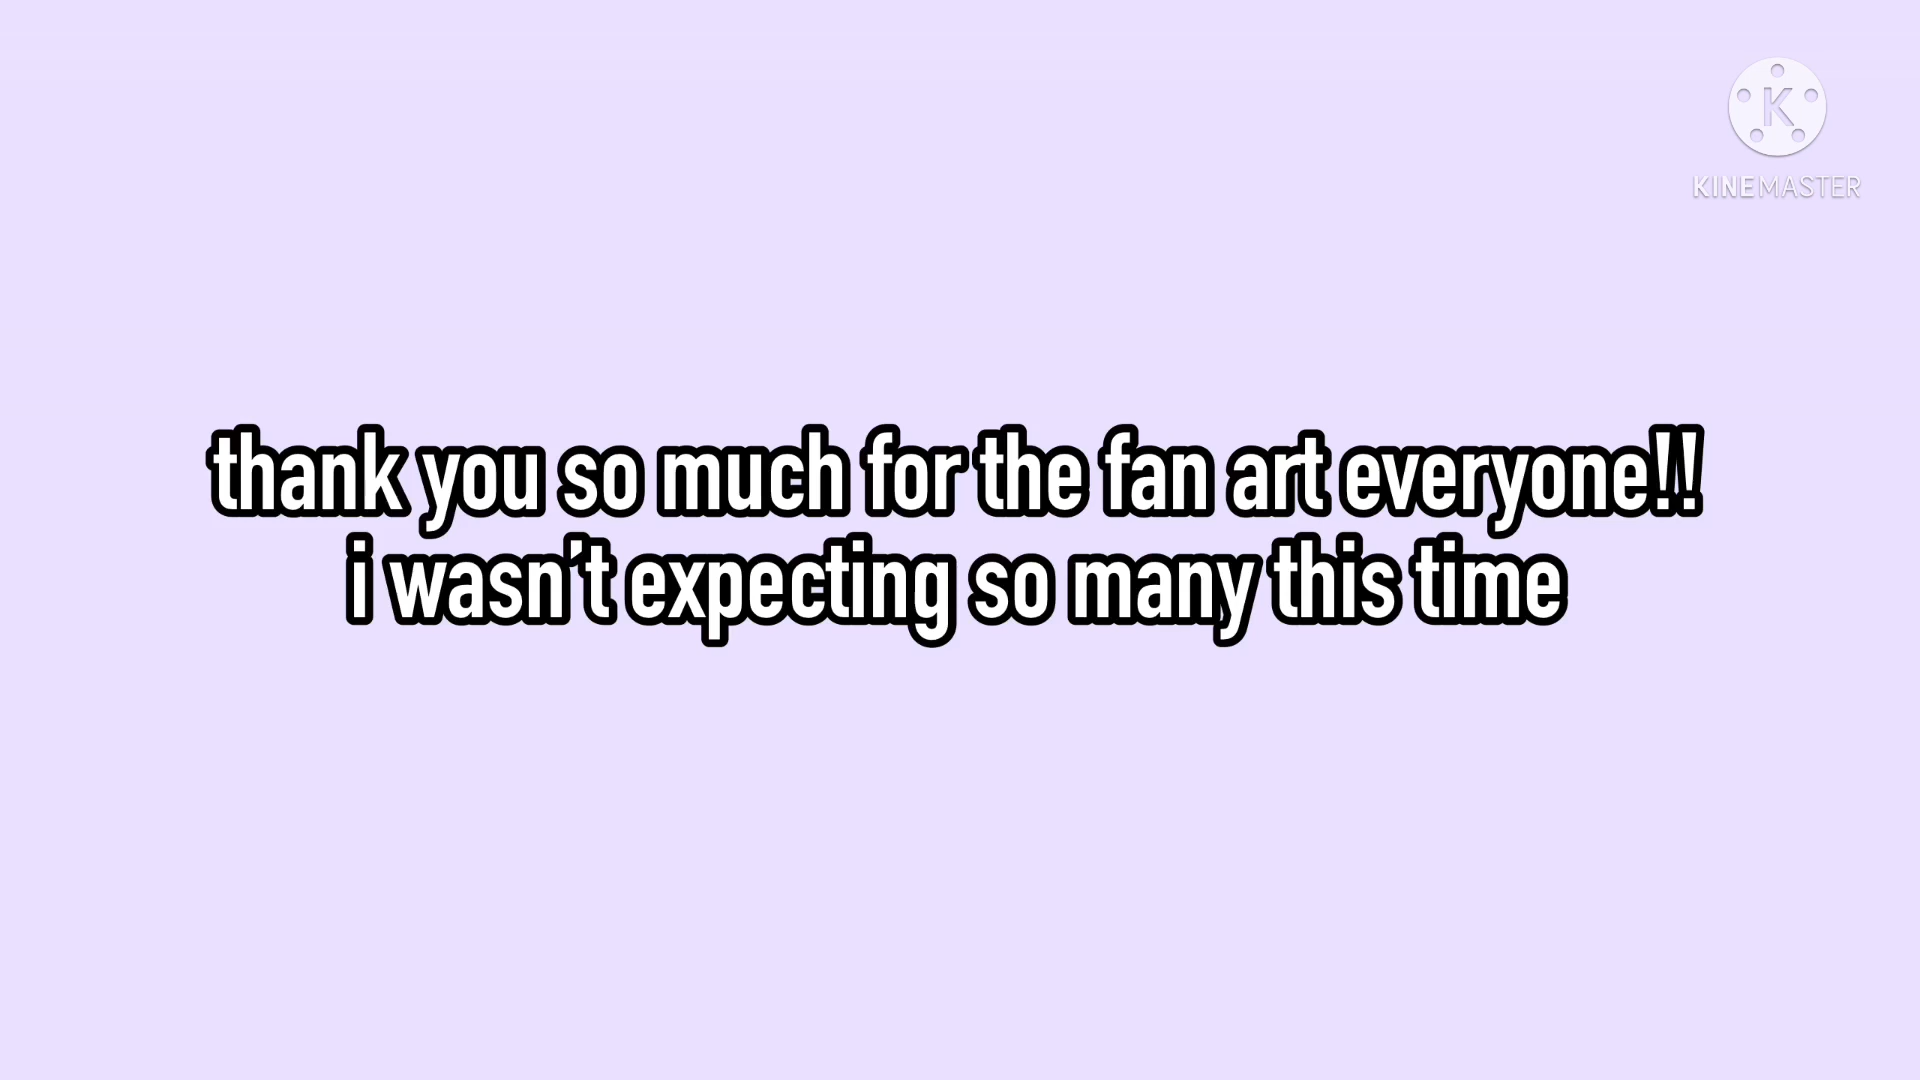 K
KINEMASTER
thank you so much for the fan art everyone!!
i wasn't expecting so many this time